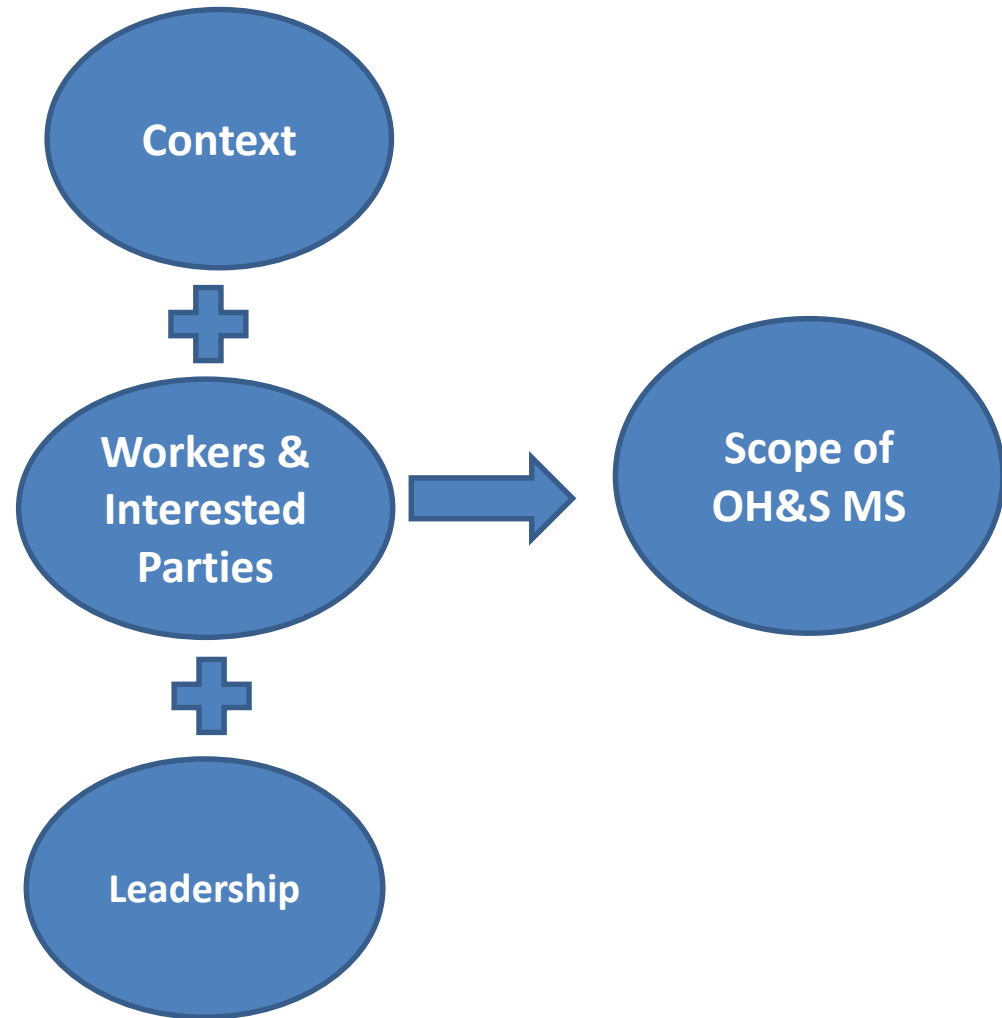 Context
Workers &
Interested
Parties
Scope of
OH&S MS
Leadership